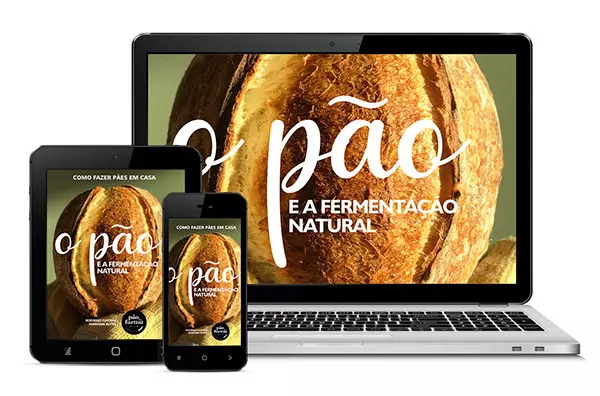 o pão
E A FERMENTAÇÃO
NATURAL
COMO FAZER PÃES EM CASA
o pão
E A FERMENTAÇÃO
NATURAL
pão
COMO FAZER PÃES EM CASA
o pão
E A FERMENTAÇÃO
NATURAL